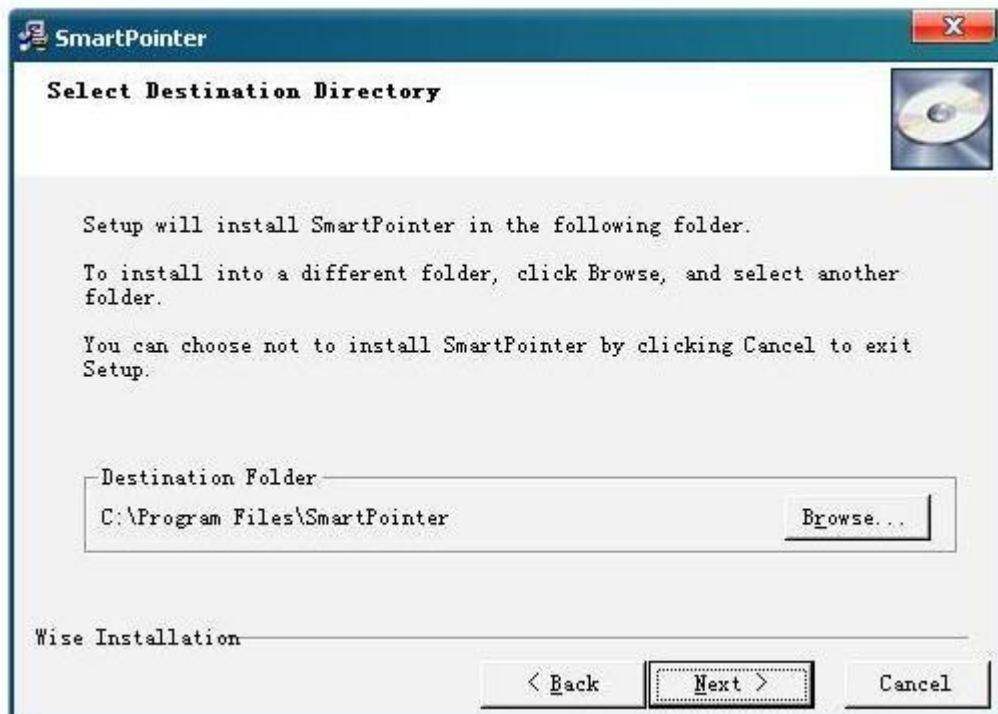 SmartPointer
Select Destination Directory
Setup will install SmartPointer in the following folder.
To install into a different folder, click Browse, and select another
folder.
You can choose not to install SmartPointer by clicking Cancel to exit
Setup.
Destination Folder
C:\Program Files\SmartPointer
Browse...
Wise Installation
< Back
Next >
Cancel